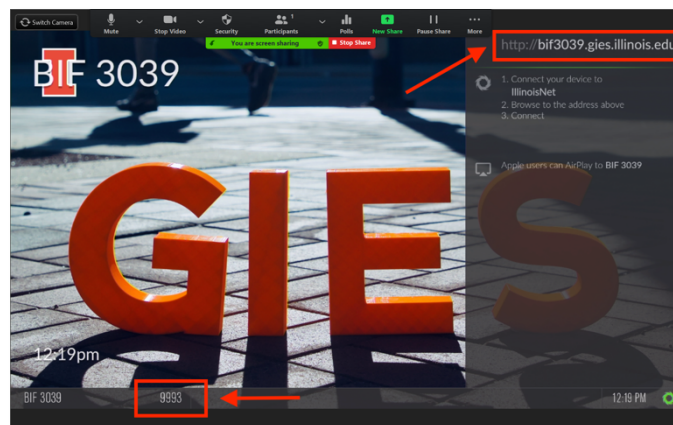 Switch Camera
Mute
Stop Video
Security
1
Participants
Polls
New Share
Pause Share
More
You are screen sharing
Stop Share
BIF 3039
http://bif3039.gies.illinois.edu
1. Connect your device to
IllinoisNet
2. Browse to the address above
3. Connect
Apple users can AirPlay to BIF 3039
GIES
12:19pm
BIF 3039
9993
12:19 PM